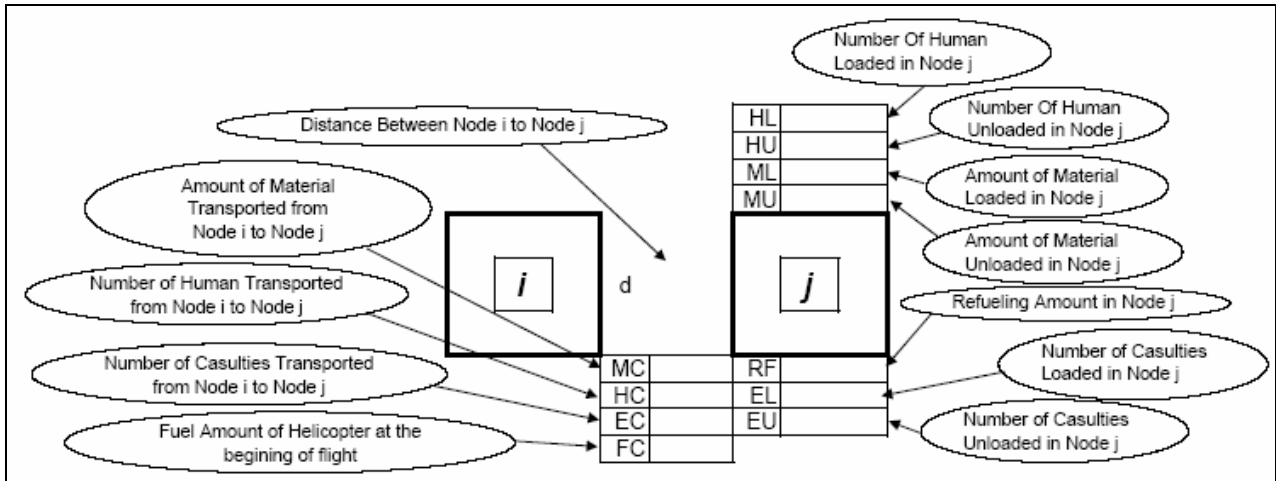 Number Of Human
Loaded in Node j
Number Of Human
Unloaded in Node j
Distance Between Node i to Node j
HL
HU
ML
MU
Amount of Material
Loaded in Node j
Amount of Material
Transported from
Node i to Node j
Amount of Material
Unloaded in Node j
i
d
j
Number of Human Transported
from Node i to Node j
Refueling Amount in Node j
Number of Casulties Transported
from Node i to Node j
Number of Casulties
Loaded in Node j
MC
RF
HC
EL
EC
EU
FC
Fuel Amount of Helicopter at the
begining of flight
Number of Casulties
Unloaded in Node j